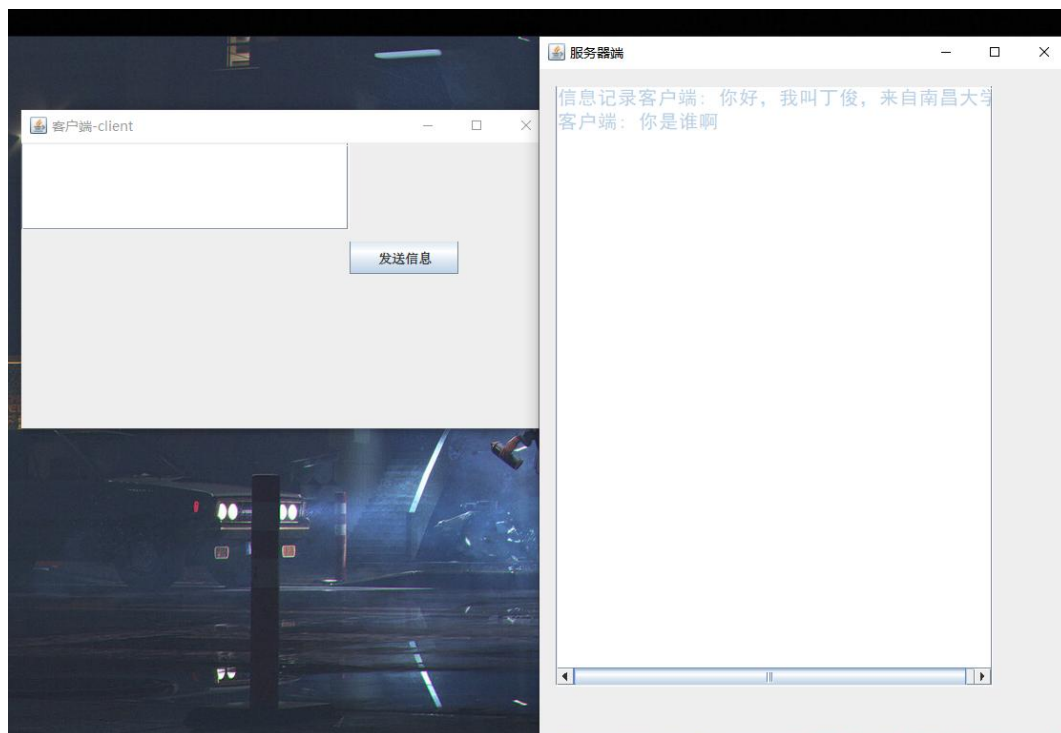 服务器端
信息记录客户端：你好，我叫丁俊，来自南昌大学
客户端：你是谁啊
客户端-client
发送信息